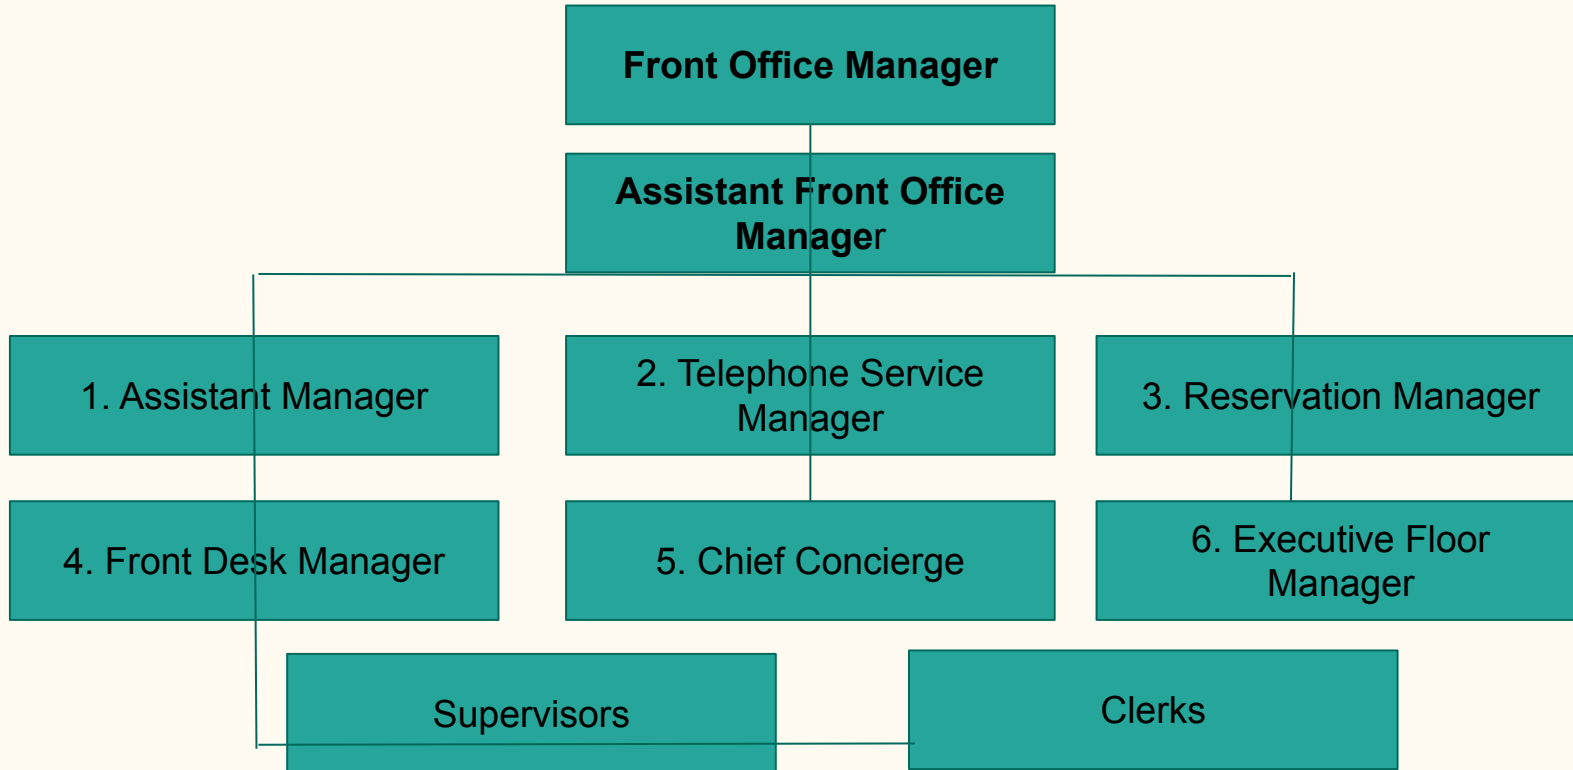 Front Office Manager
Assistant Front Office
Manager
1. Assistant Manager
2. Telephone Service
Manager
3. Reservation Manager
4. Front Desk Manager
5. Chief Concierge
6. Executive Floor
Manager
Supervisors
Clerks